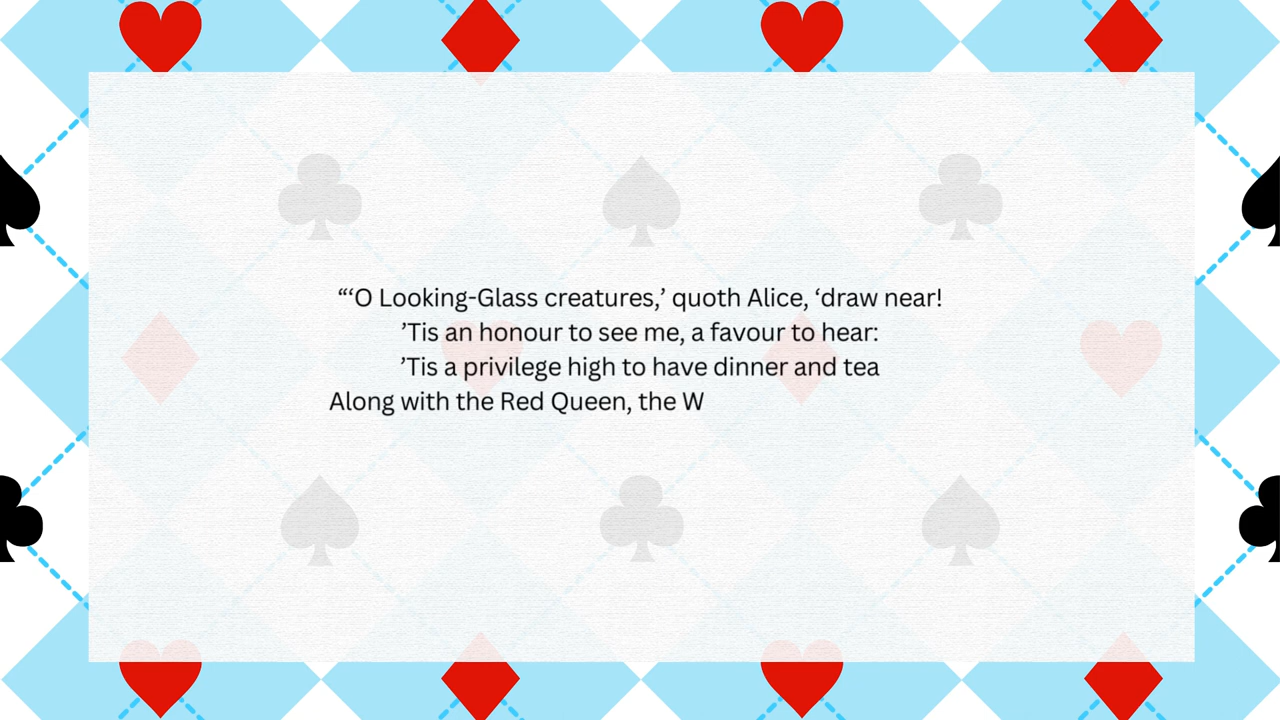 “‘O Looking-Glass creatures,’ quoth Alice, ‘draw near!
’Tis an honour to see me, a favour to hear:
’Tis a privilege high to have dinner and tea
Along with the Red Queen, the W